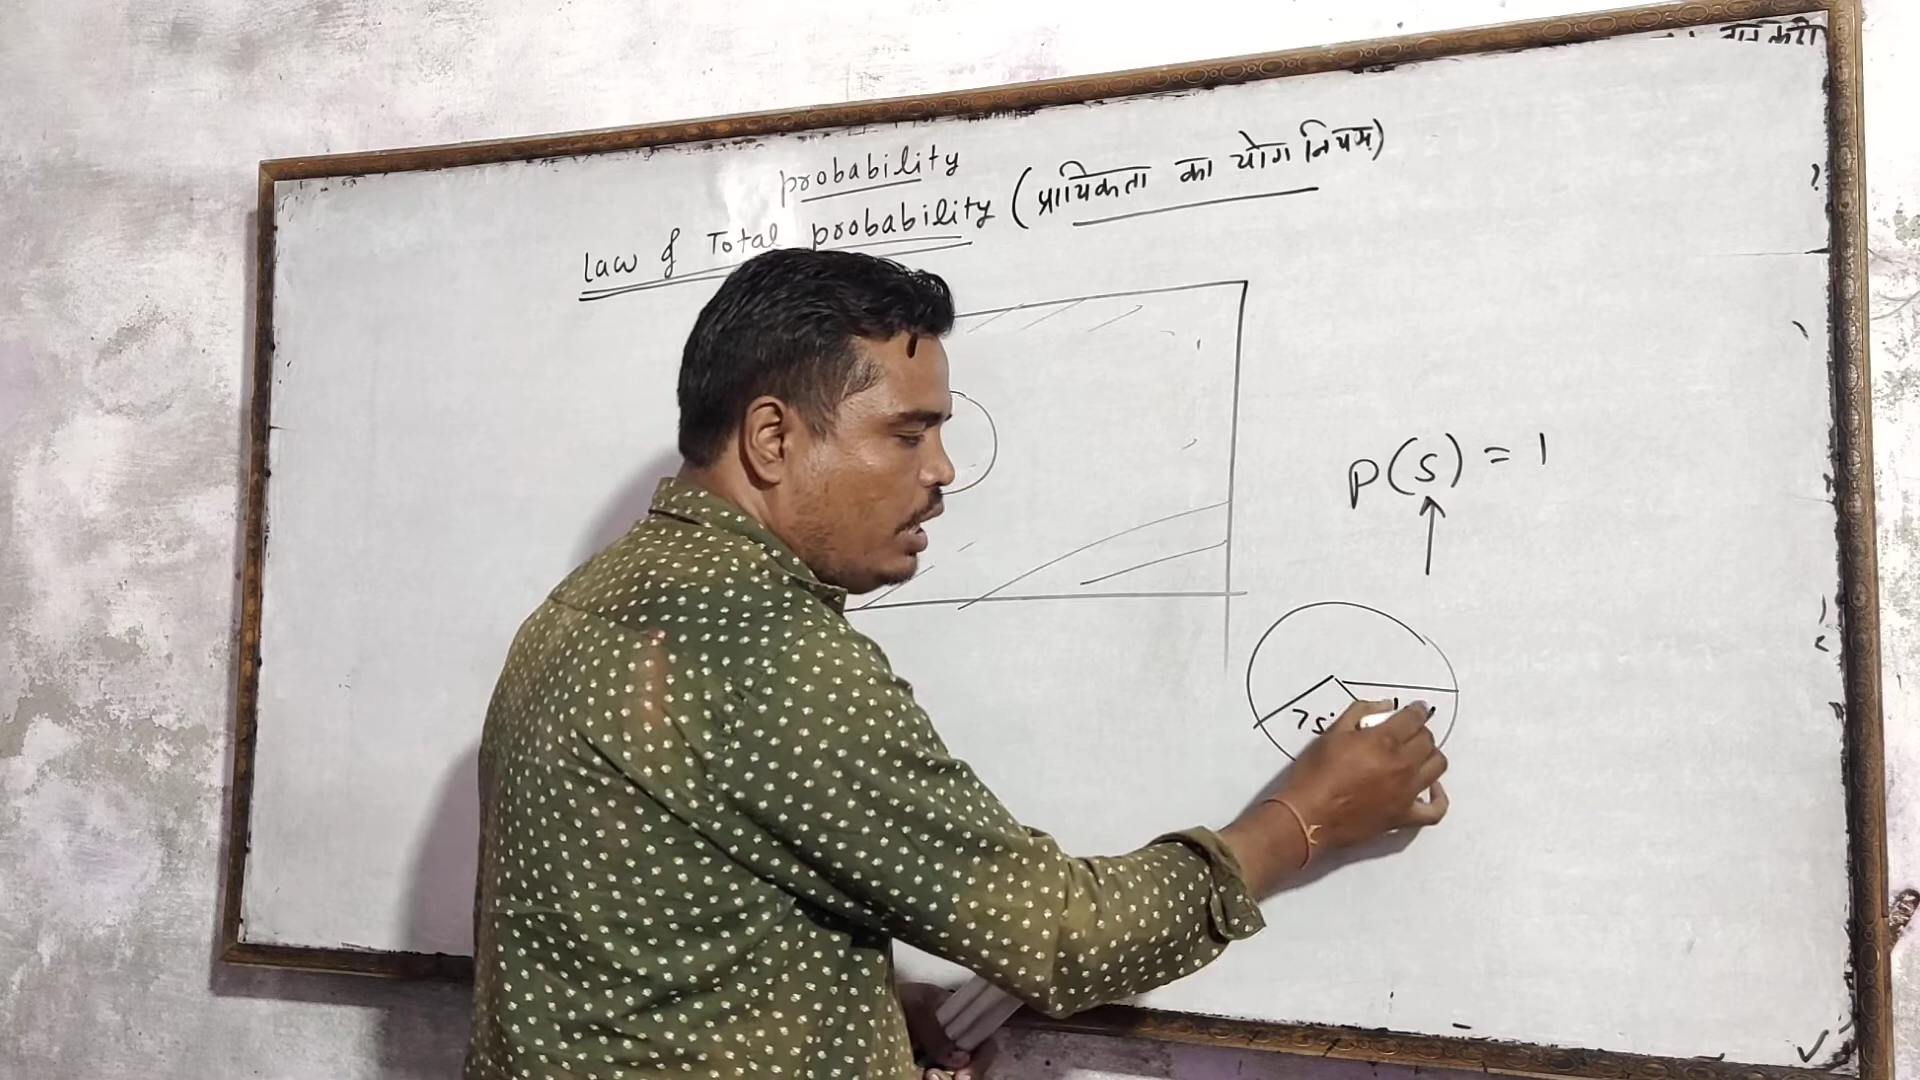 probability
Law of Total probability (प्रायिकता का योग नियम)
P(S) = 1